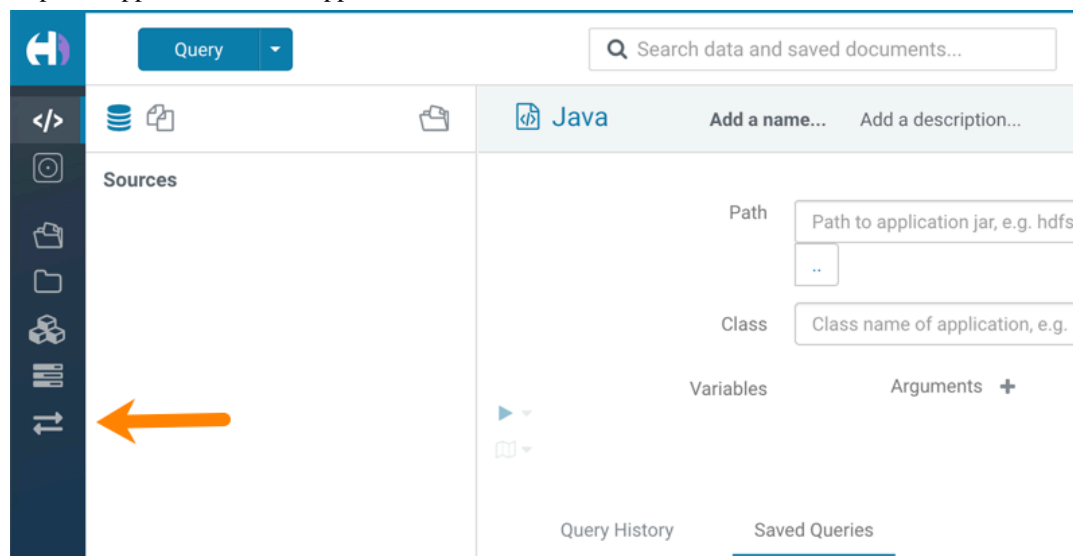 Query
Search data and saved documents...
</>
Java Add a name... Add a description...
Sources
Path Path to application jar, e.g. hdfs
..
Class Class name of application, e.g.
Variables Arguments +
Query History Saved Queries